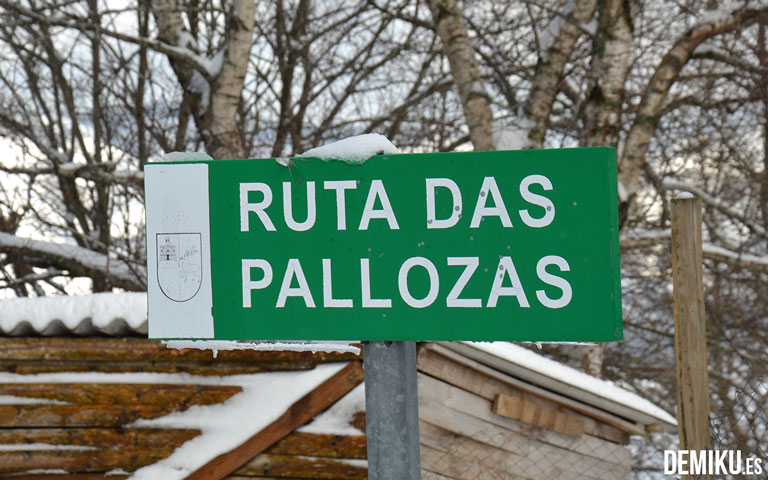 RUTA DAS
PALLOZAS
DEMIKU.ES